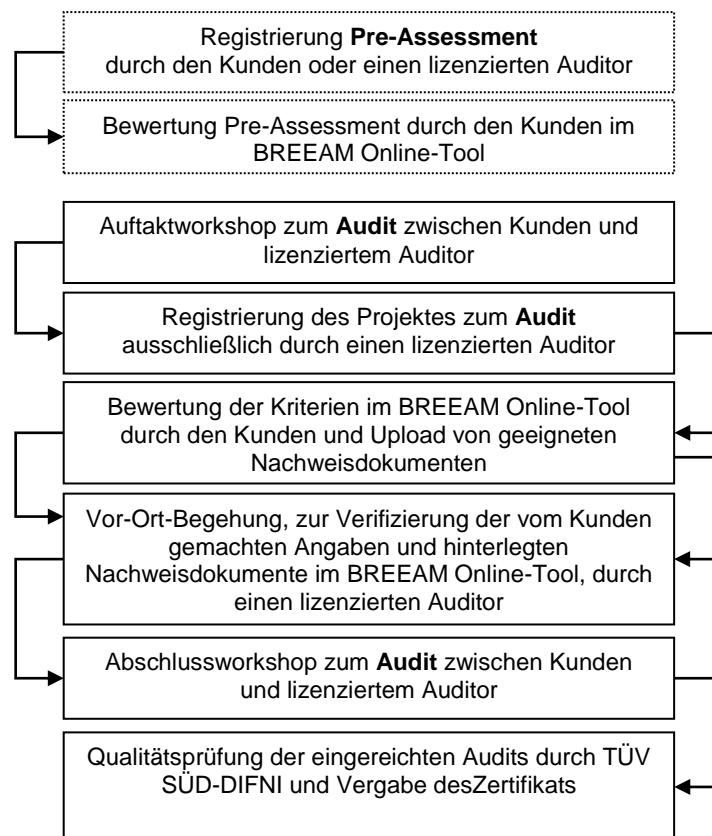 Registrierung Pre-Assessment
durch den Kunden oder einen lizenzierten Auditor
Bewertung Pre-Assessment durch den Kunden im
BREEAM Online-Tool
Auftaktworkshop zum Audit zwischen Kunden und
lizenziertem Auditor
Registrierung des Projektes zum Audit
ausschließlich durch einen lizenzierten Auditor
Bewertung der Kriterien im BREEAM Online-Tool
durch den Kunden und Upload von geeigneten
Nachweisdokumenten
Vor-Ort-Begehung, zur Verifizierung der vom Kunden
gemachten Angaben und hinterlegten
Nachweisdokumente im BREEAM Online-Tool, durch
einen lizenzierten Auditor
Abschlussworkshop zum Audit zwischen Kunden
und lizenziertem Auditor
Qualitätsprüfung der eingereichten Audits durch TÜV
SÜD-DIFNI und Vergabe desZertifikats